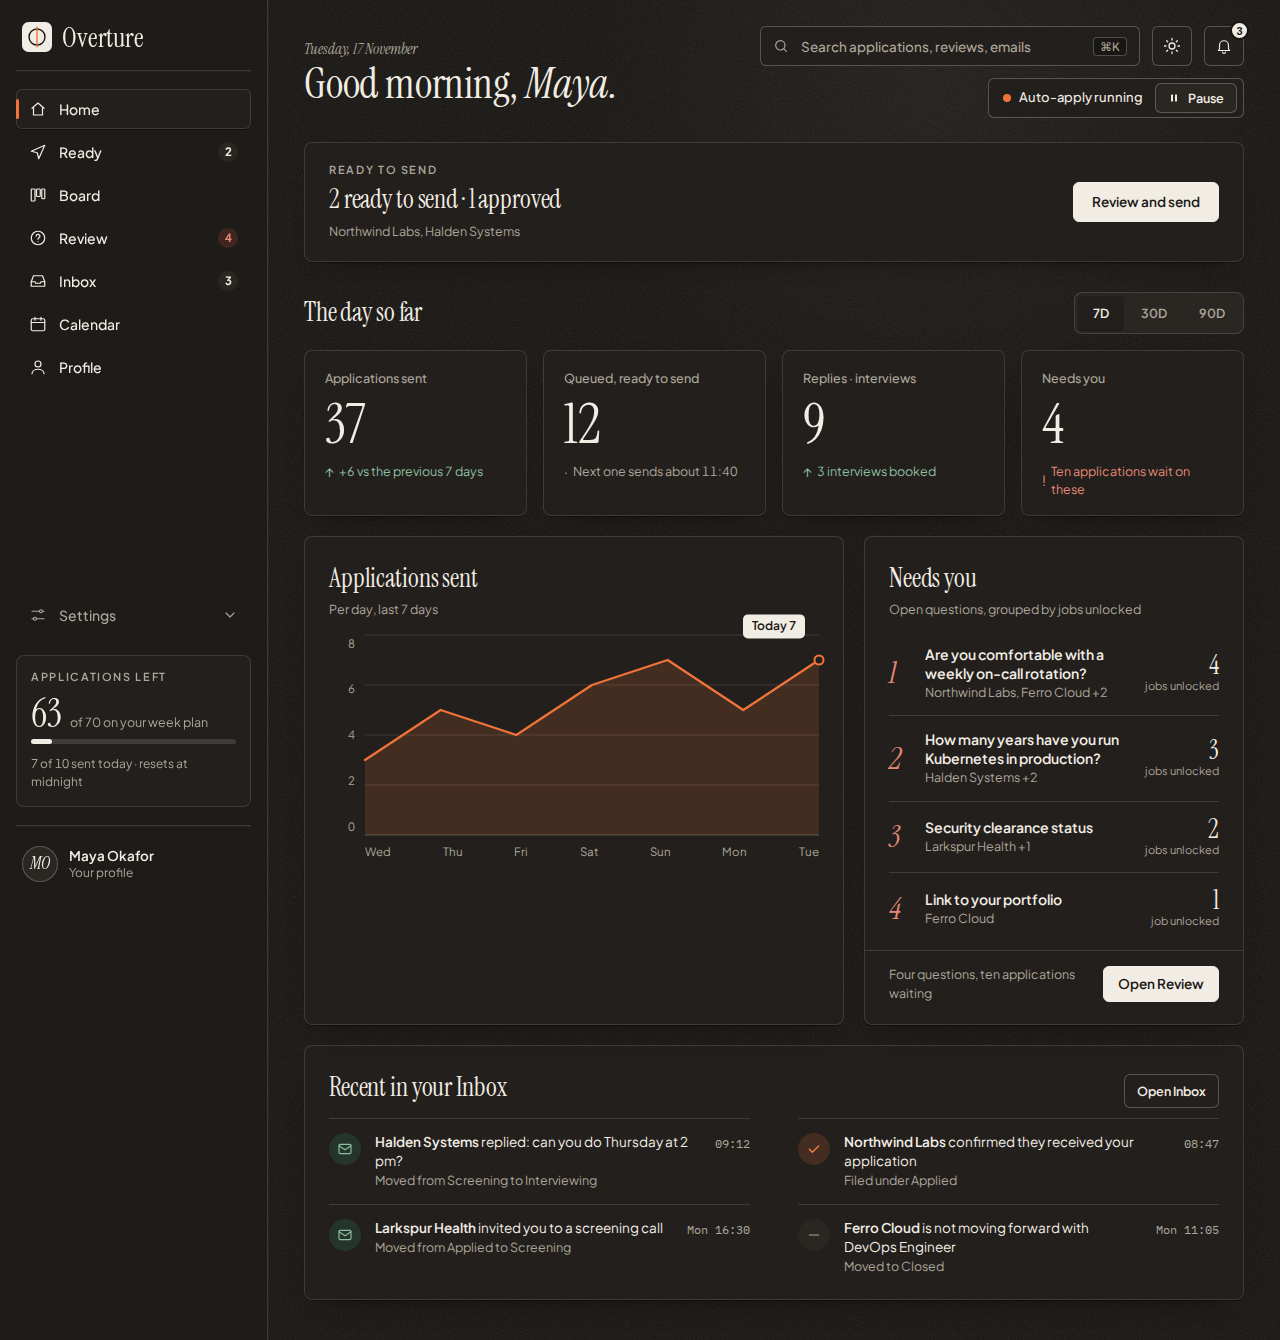 Overture
Home
Ready 2
Board
Review 4
Inbox 3
Calendar
Profile
Settings
APPLICATIONS LEFT
63 of 70 on your week plan
7 of 10 sent today · resets at
midnight
MO
Maya Okafor
Your profile
Tuesday, 17 November
Good morning, Maya.
Search applications, reviews, emails ⌘K
3
Auto-apply running
Pause
READY TO SEND
2 ready to send · 1 approved
Northwind Labs, Halden Systems
Review and send
The day so far
7D 30D 90D
Applications sent
37
↑ +6 vs the previous 7 days
Queued, ready to send
12
· Next one sends about 11:40
Replies · interviews
9
↑ 3 interviews booked
Needs you
4
! Ten applications wait on
these
Applications sent
Per day, last 7 days
Today 7
8
6
4
2
0
Wed Thu Fri Sat Sun Mon Tue
Needs you
Open questions, grouped by jobs unlocked
1
Are you comfortable with a
weekly on-call rotation?
Northwind Labs, Ferro Cloud +2
4
jobs unlocked
2
How many years have you run
Kubernetes in production?
Halden Systems +2
3
jobs unlocked
3
Security clearance status
Larkspur Health +1
2
jobs unlocked
4
Link to your portfolio
Ferro Cloud
1
job unlocked
Four questions, ten applications
waiting
Open Review
Recent in your Inbox
Open Inbox
Halden Systems replied: can you do Thursday at 2
pm?
Moved from Screening to Interviewing
09:12
Northwind Labs confirmed they received your
application
Filed under Applied
08:47
Larkspur Health invited you to a screening call
Moved from Applied to Screening
Mon 16:30
Ferro Cloud is not moving forward with
DevOps Engineer
Moved to Closed
Mon 11:05